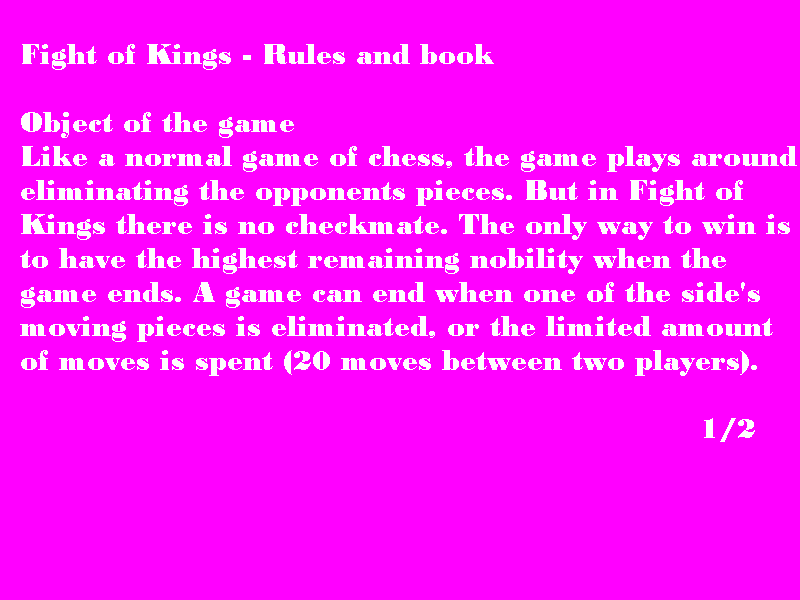 Fight of Kings - Rules and book
Object of the game
Like a normal game of chess, the game plays around
eliminating the opponents pieces. But in Fight of
Kings there is no checkmate. The only way to win is
to have the highest remaining nobility when the
game ends. A game can end when one of the side's
moving pieces is eliminated, or the limited amount
of moves is spent (20 moves between two players).
1/2